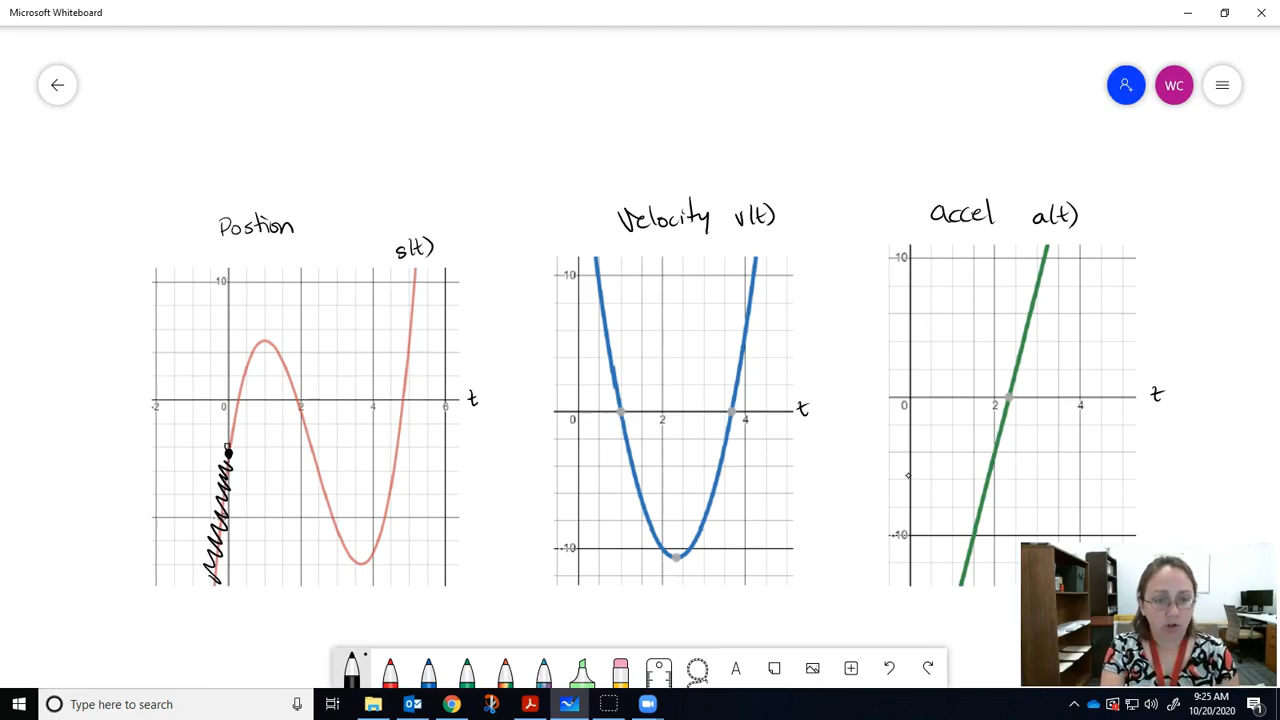 Microsoft Whiteboard
WC
Postion
s(t)
Velocity v(t)
accel a(t)
10
-2
0
2
4
6
t
10
0
2
4
t
-10
10
0
2
4
t
-10
A
Type here to search
9:25 AM
10/20/2020
1